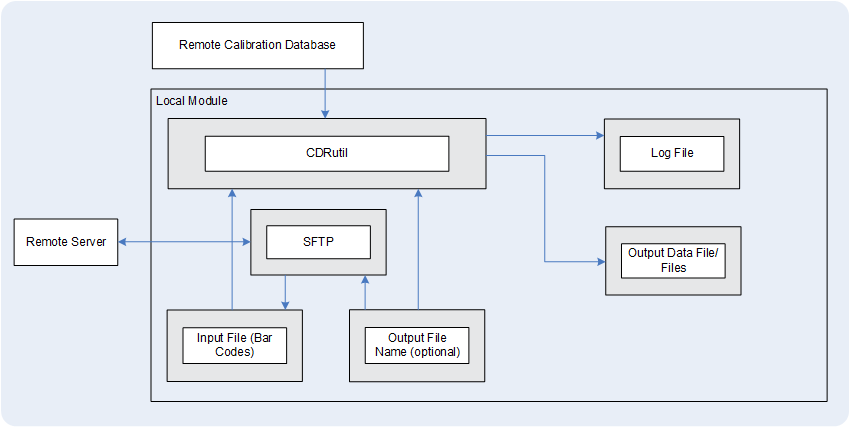 Remote Calibration Database
Local Module
CDRutil
Log File
Remote Server
SFTP
Output Data File/
Files
Input File (Bar
Codes)
Output File
Name (optional)